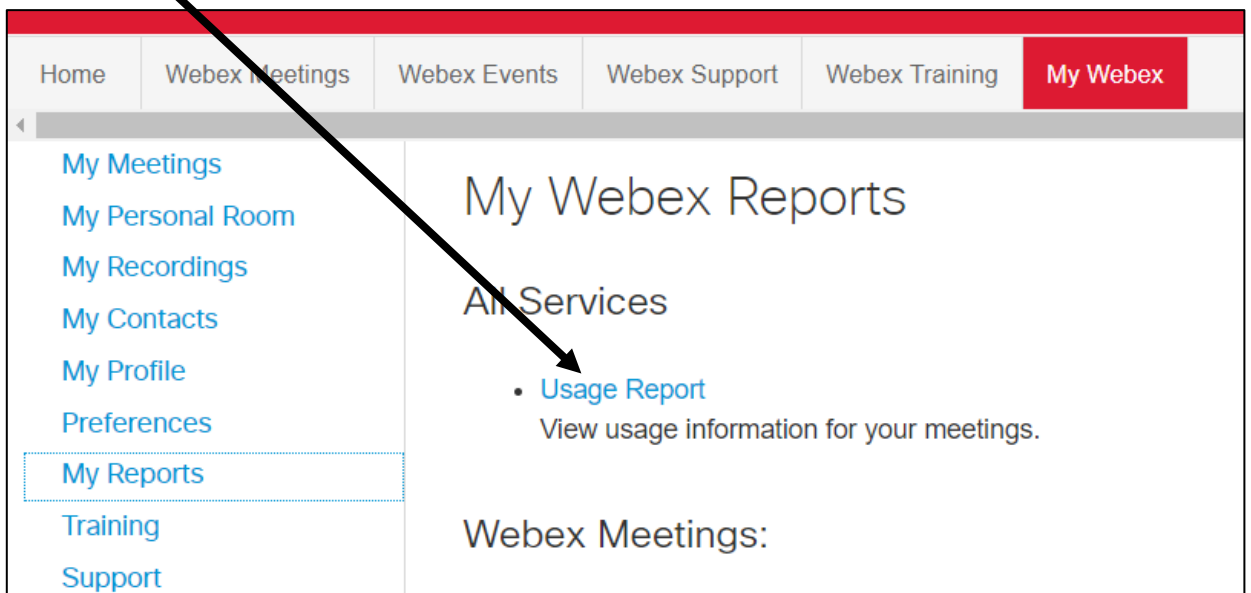 Home Webex Meetings Webex Events Webex Support Webex Training My Webex
My Meetings
My Personal Room
My Recordings
My Contacts
My Profile
Preferences
My Reports
Training
Support
My Webex Reports
All Services
• Usage Report
View usage information for your meetings.
Webex Meetings: